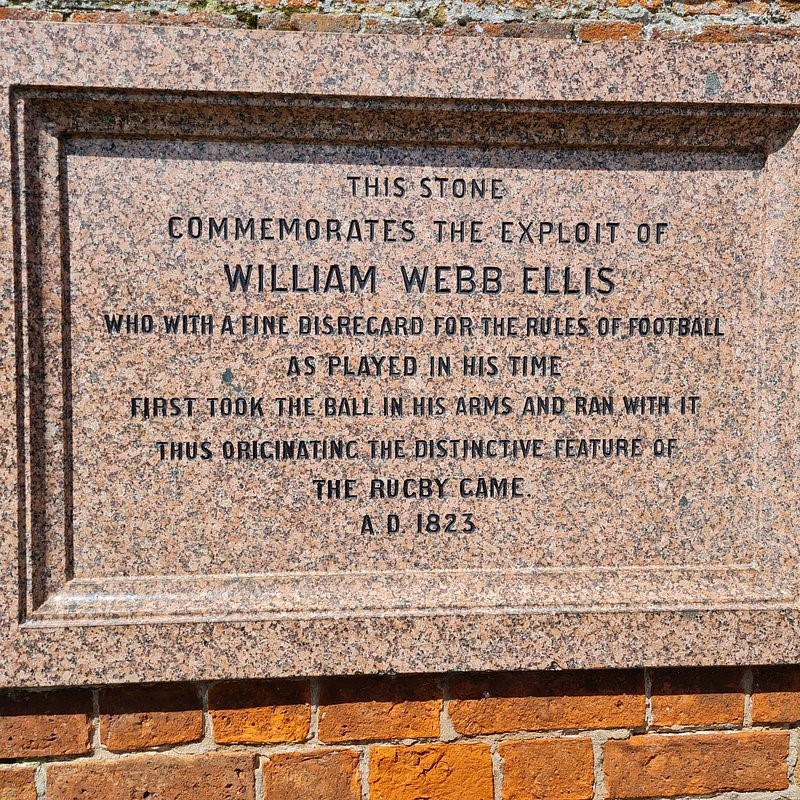 THIS STONE
COMMEMORATES THE EXPLOIT OF
WILLIAM WEBB ELLIS
WHO WITH A FINE DISREGARD FOR THE RULES OF FOOTBALL
AS PLAYED IN HIS TIME
FIRST TOOK THE BALL IN HIS ARMS AND RAN WITH IT
THUS ORIGINATING THE DISTINCTIVE FEATURE OF
THE RUGBY GAME.
A.D. 1823